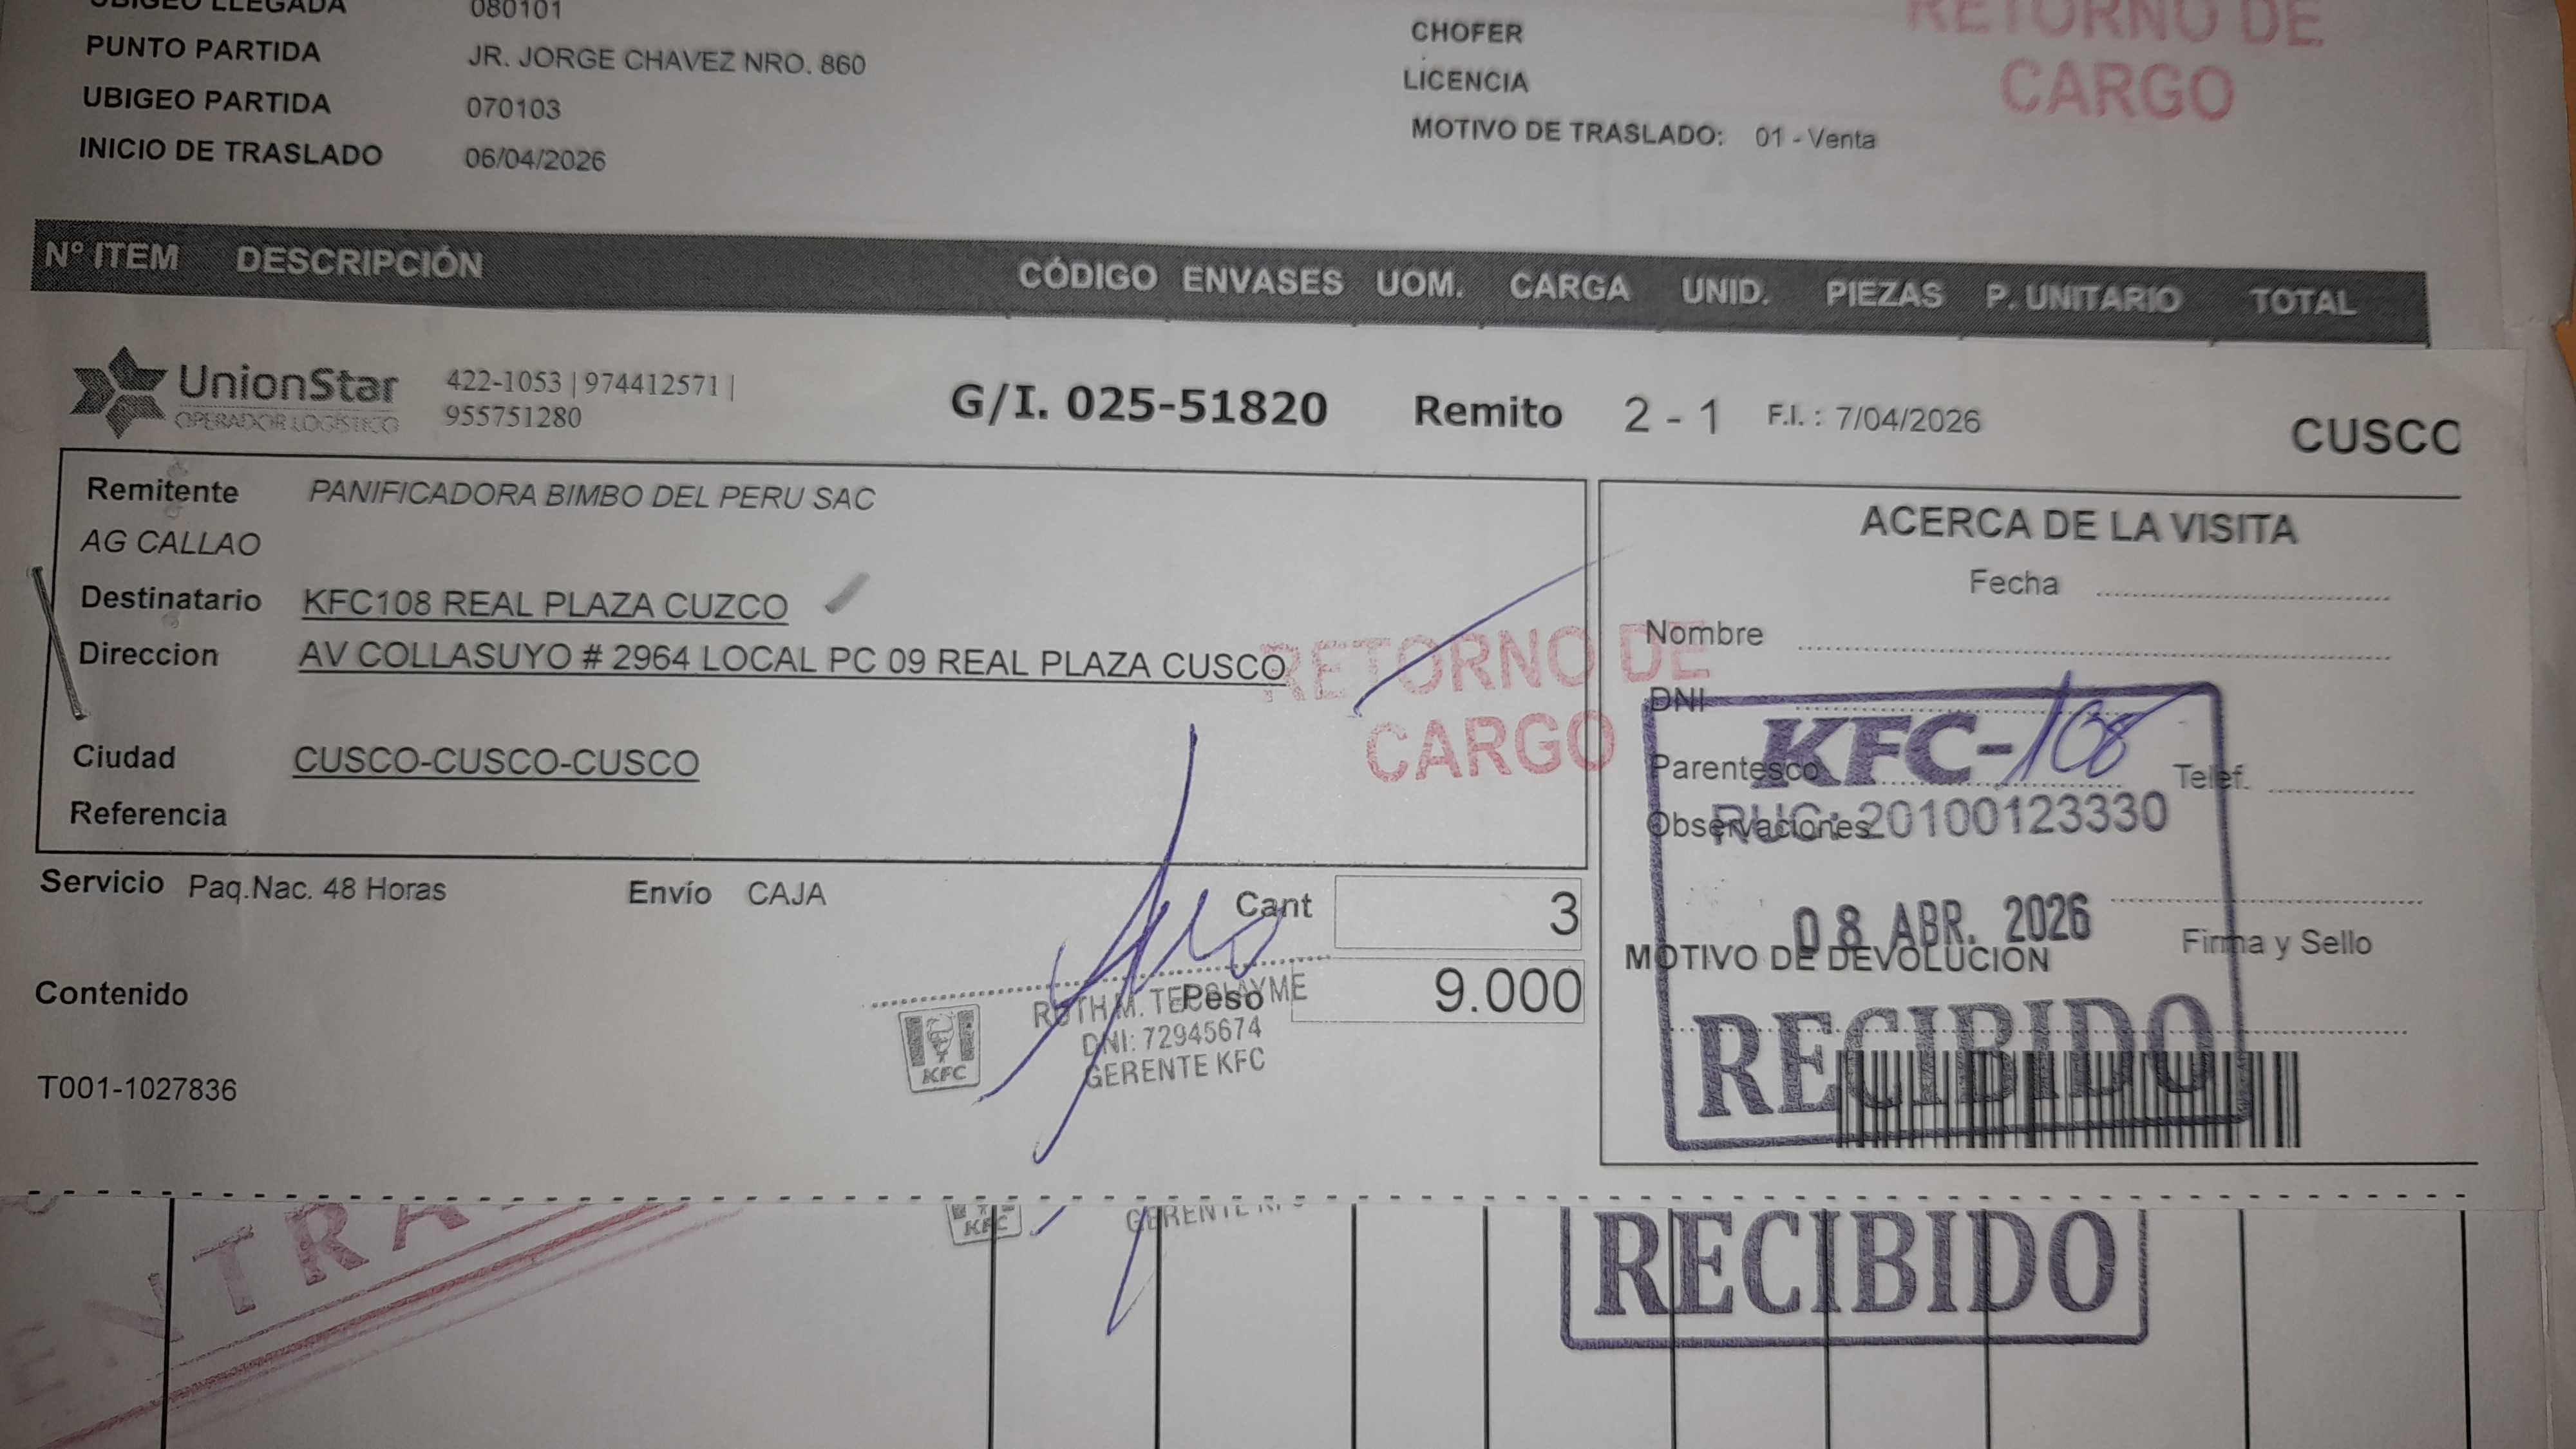 UBIGEO LLEGADA 080101
PUNTO PARTIDA JR. JORGE CHAVEZ NRO. 860
UBIGEO PARTIDA 070103
INICIO DE TRASLADO 06/04/2026
CHOFER
LICENCIA
MOTIVO DE TRASLADO: 01 - Venta
RETORNO DE
CARGO
N° ITEM DESCRIPCIÓN CÓDIGO ENVASES UOM. CARGA UNID. PIEZAS P. UNITARIO TOTAL
UnionStar
OPERADOR LOGÍSTICO
422-1053 | 974412571 |
955751280
G/I. 025-51820 Remito 2 - 1 F.I. : 7/04/2026
CUSCO
Remitente PANIFICADORA BIMBO DEL PERU SAC
AG CALLAO
Destinatario KFC108 REAL PLAZA CUZCO
Direccion AV COLLASUYO # 2964 LOCAL PC 09 REAL PLAZA CUSCO
Ciudad CUSCO-CUSCO-CUSCO
Referencia
RETORNO DE
CARGO
ACERCA DE LA VISITA
Fecha
Nombre
DNI
Parentesco Telef.
Observaciones
KFC-108
RUC: 20100123330
08 ABR. 2026
Firma y Sello
MOTIVO DE DEVOLUCION
RECIBIDO
Servicio Paq.Nac. 48 Horas Envío CAJA Cant 3
Peso 9.000
Contenido
RUTH M.
DNI: 72945674
GERENTE KFC
KFC
T001-1027836
KFC
GERENTE
RECIBIDO